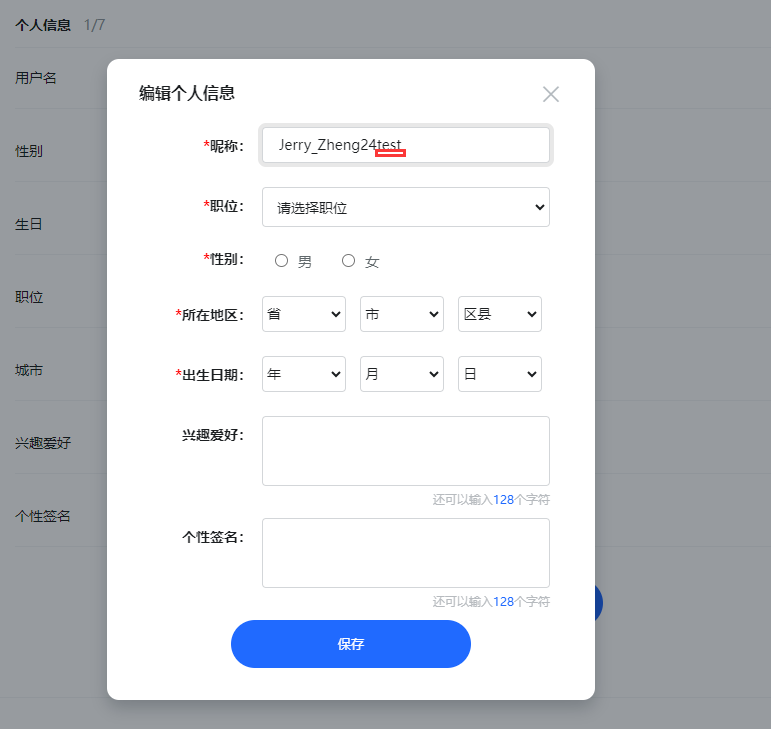 个人信息 1/7
用户名
性别
生日
职位
城市
兴趣爱好
个性签名
编辑个人信息
*昵称： Jerry_Zheng24test
*职位： 请选择职位
*性别： 男 女
*所在地区： 省 市 区县
*出生日期： 年 月 日
兴趣爱好：
还可以输入128个字符
个性签名：
还可以输入128个字符
保存